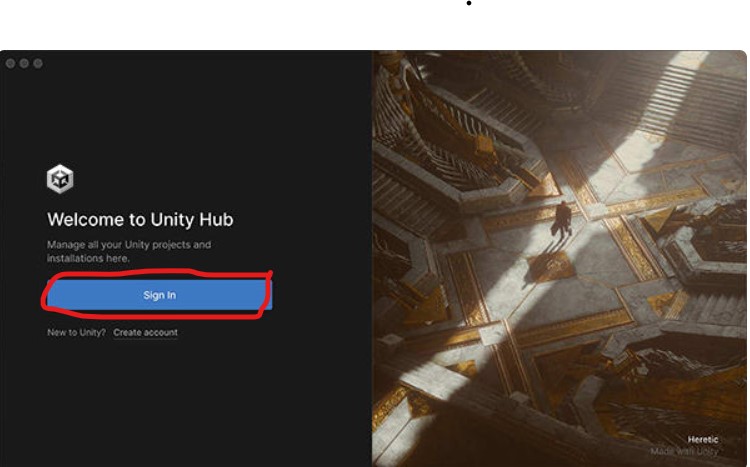 Welcome to Unity Hub
Manage all your Unity projects and
installations here.
Sign In
New to Unity? Create account
Heretic
Made with Unity